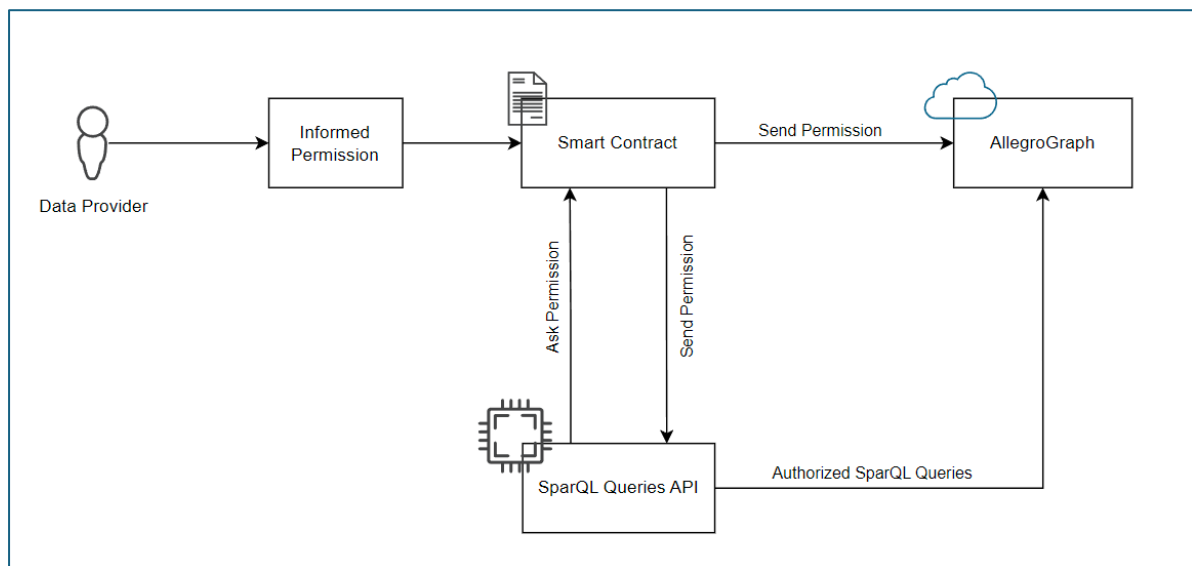 Informed
Permission
Smart Contract
Send Permission
AllegroGraph
Data Provider
Ask Permission
Send Permission
SparQL Queries API
Authorized SparQL Queries